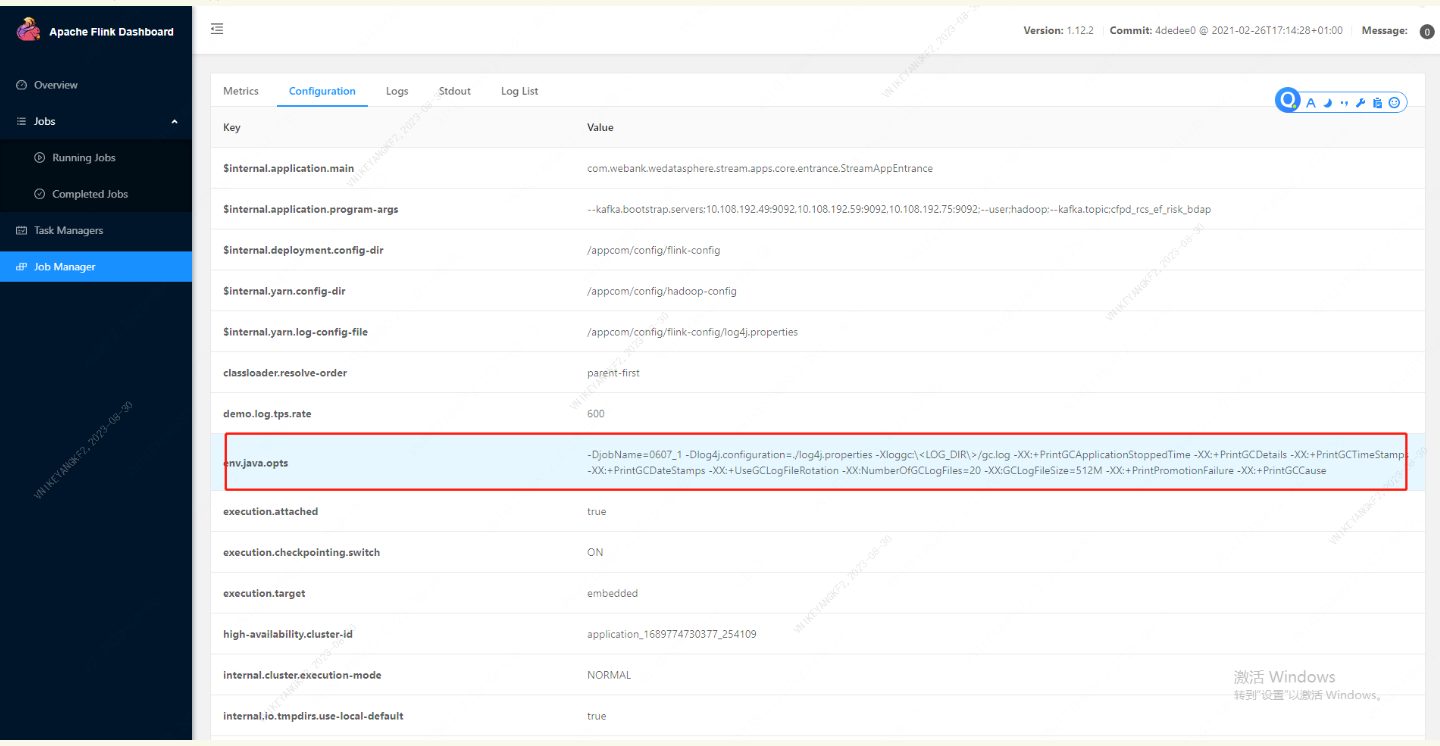 Apache Flink Dashboard
Version: 1.12.2 Commit: 4dedee0 @ 2021-02-26T17:14:28+01:00 Message: 0
Overview
Jobs
Running Jobs
Completed Jobs
Task Managers
Job Manager
Metrics Configuration Logs Stdout Log List
Key Value
$internal.application.main com.webank.wedatasphere.stream.apps.core.entrance.StreamAppEntrance
$internal.application.program-args --kafka.bootstrap.servers:10.108.192.49:9092,10.108.192.59:9092,10.108.192.75:9092;--user;hadoop;--kafka.topic;cfpd_rcs_ef_risk_bdap
$internal.deployment.config-dir /appcom/config/flink-config
$internal.yarn.config-dir /appcom/config/hadoop-config
$internal.yarn.log-config-file /appcom/config/flink-config/log4j.properties
classloader.resolve-order parent-first
demo.log.tps.rate 600
env.java.opts -DjobName=0607_1 -Dlog4j.configuration=./log4j.properties -Xloggc:\<LOG_DIR\>/gc.log -XX:+PrintGCApplicationStoppedTime -XX:+PrintGCDetails -XX:+PrintGCTimeStamps
-XX:+PrintGCDateStamps -XX:+UseGCLogFileRotation -XX:NumberOfGCLogFiles=20 -XX:GCLogFileSize=512M -XX:+PrintPromotionFailure -XX:+PrintGCCause
execution.attached true
execution.checkpointing.switch ON
execution.target embedded
high-availability.cluster-id application_1689774730377_254109
internal.cluster.execution-mode NORMAL
internal.io.tmpdirs.use-local-default true
激活 Windows
转到"设置"以激活 Windows。
VNIKEYANGKF2,2023-08-30